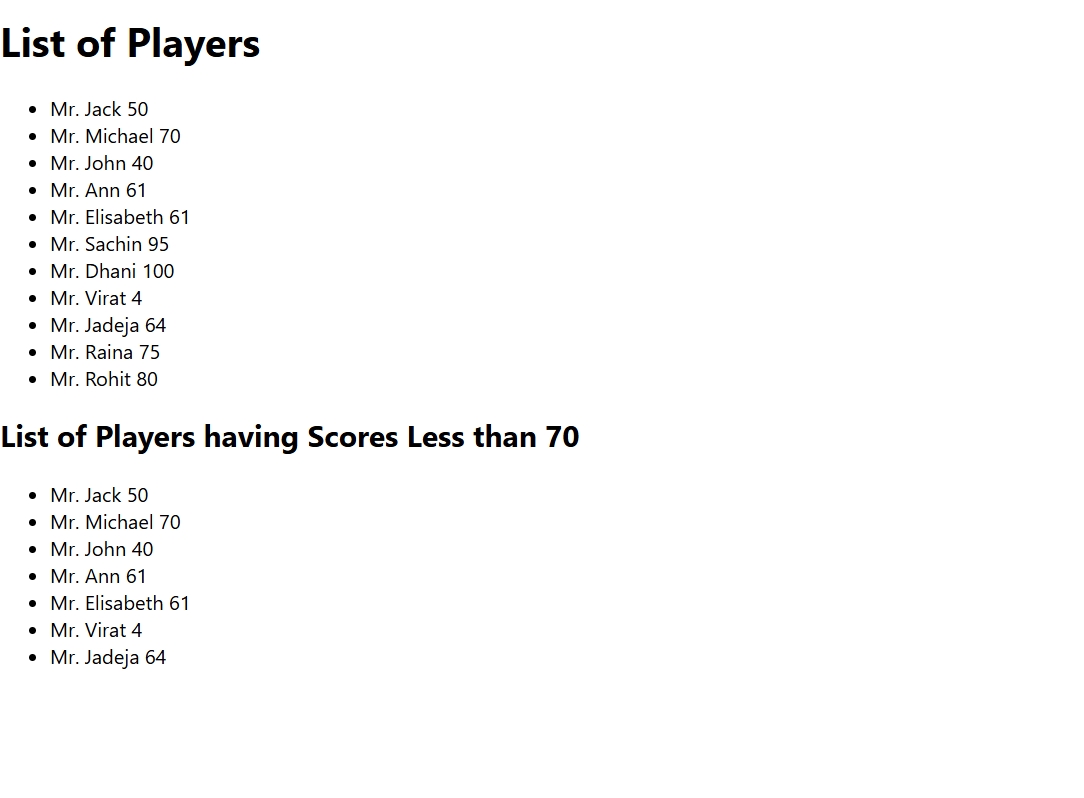 List of Players
Mr. Jack 50
Mr. Michael 70
Mr. John 40
Mr. Ann 61
Mr. Elisabeth 61
Mr. Sachin 95
Mr. Dhani 100
Mr. Virat 4
Mr. Jadeja 64
Mr. Raina 75
Mr. Rohit 80
List of Players having Scores Less than 70
Mr. Jack 50
Mr. Michael 70
Mr. John 40
Mr. Ann 61
Mr. Elisabeth 61
Mr. Virat 4
Mr. Jadeja 64